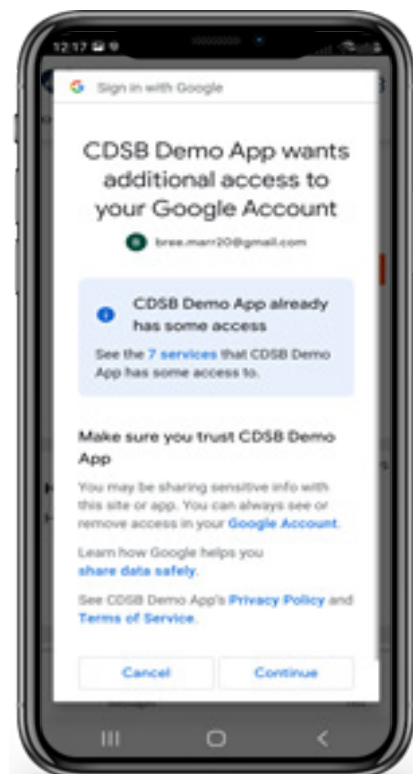 12:17
Sign in with Google
CDSB Demo App wants
additional access to
your Google Account
B
bree.marr20@gmail.com
CDSB Demo App already
has some access
See the 7 services that CDSB Demo
App has some access to.
Make sure you trust CDSB Demo
App
You may be sharing sensitive info with
this site or app. You can always see or
remove access in your Google Account.
Learn how Google helps you
share data safely.
See CDSB Demo App's Privacy Policy and
Terms of Service.
Cancel
Continue